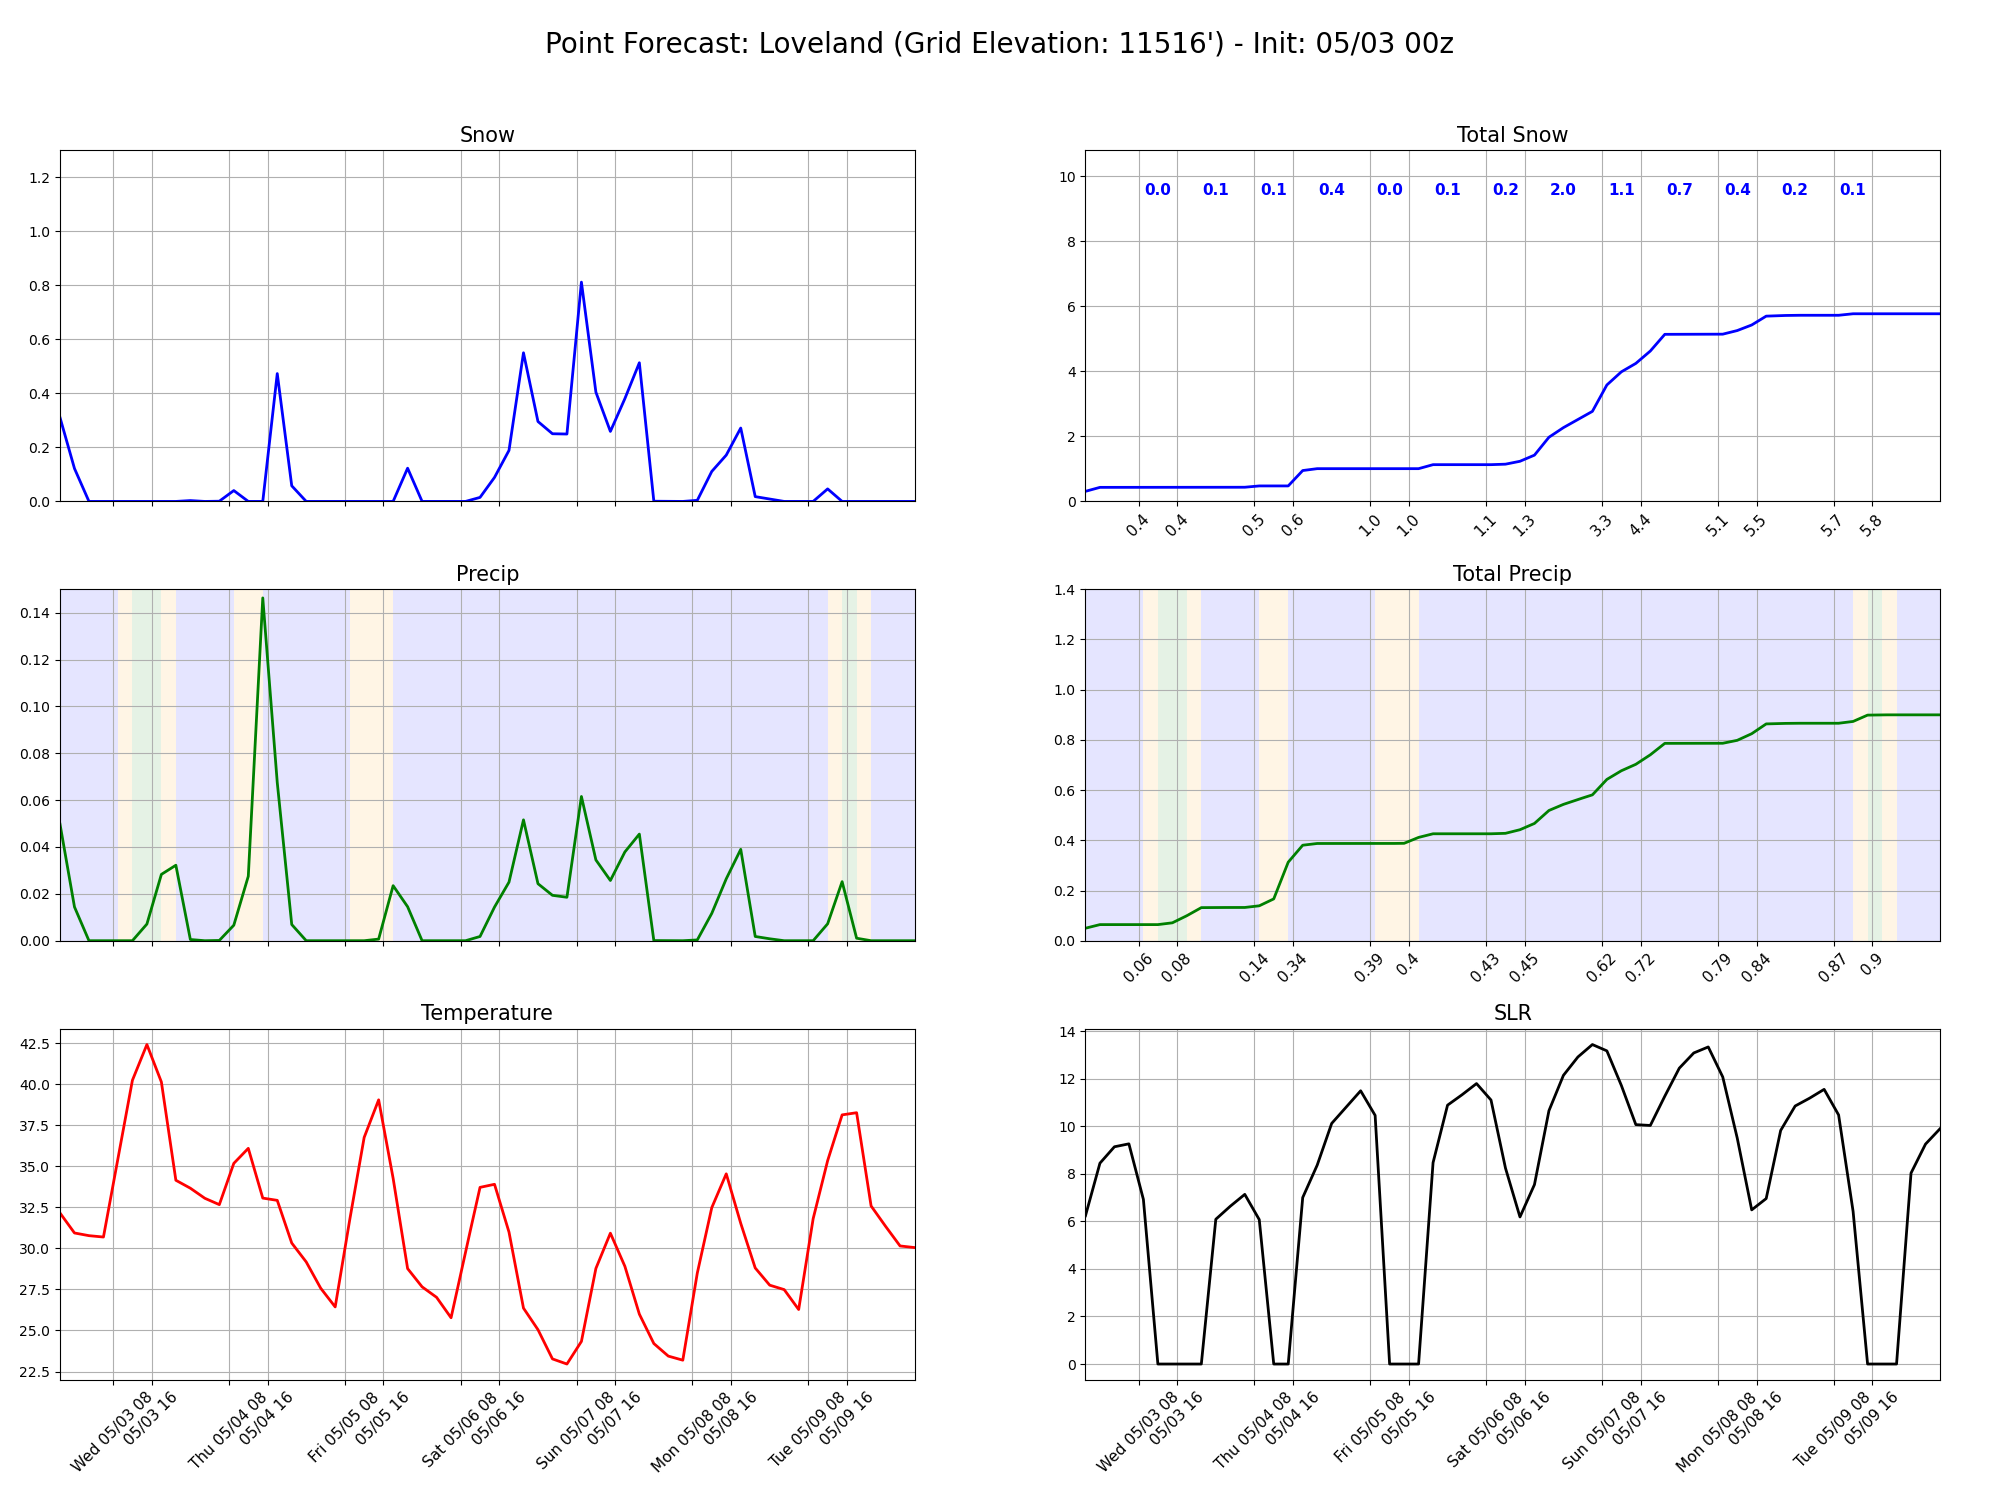 Point Forecast: Loveland (Grid Elevation: 11516') - Init: 05/03 00z
Snow
1.2
1.0
0.8
0.6
0.4
0.2
0.0
Total Snow
10
8
6
4
2
0
0.0 0.1 0.1 0.4 0.0 0.1 0.2 2.0 1.1 0.7 0.4 0.2 0.1
0.4 0.4 0.5 0.6 1.0 1.0 1.1 1.3 3.3 4.4 5.1 5.5 5.7 5.8
Precip
0.14
0.12
0.10
0.08
0.06
0.04
0.02
0.00
Total Precip
1.4
1.2
1.0
0.8
0.6
0.4
0.2
0.0
0.06 0.08 0.14 0.34 0.39 0.4 0.43 0.45 0.62 0.72 0.79 0.84 0.87 0.9
Temperature
42.5
40.0
37.5
35.0
32.5
30.0
27.5
25.0
22.5
Wed 05/03 08
05/03 16
Thu 05/04 08
05/04 16
Fri 05/05 08
05/05 16
Sat 05/06 08
05/06 16
Sun 05/07 08
05/07 16
Mon 05/08 08
05/08 16
Tue 05/09 08
05/09 16
SLR
14
12
10
8
6
4
2
0
Wed 05/03 08
05/03 16
Thu 05/04 08
05/04 16
Fri 05/05 08
05/05 16
Sat 05/06 08
05/06 16
Sun 05/07 08
05/07 16
Mon 05/08 08
05/08 16
Tue 05/09 08
05/09 16